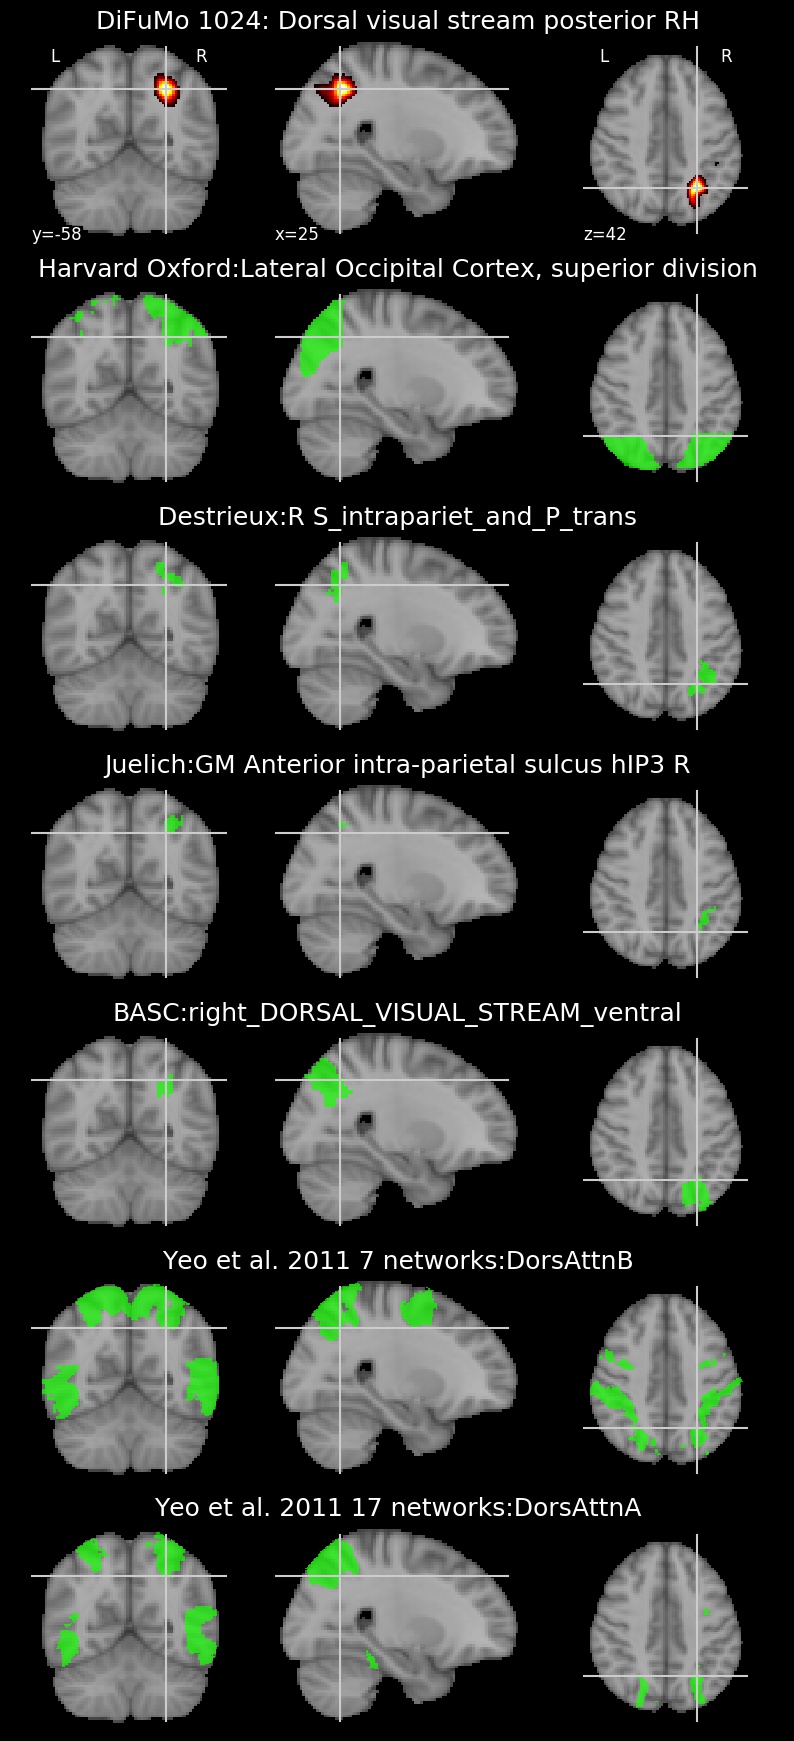 DiFuMo 1024: Dorsal visual stream posterior RH
L R L R
y=-58 x=25 z=42
Harvard Oxford:Lateral Occipital Cortex, superior division
Destrieux:R S_intrapariet_and_P_trans
Juelich:GM Anterior intra-parietal sulcus hIP3 R
BASC:right_DORSAL_VISUAL_STREAM_ventral
Yeo et al. 2011 7 networks:DorsAttnB
Yeo et al. 2011 17 networks:DorsAttnA